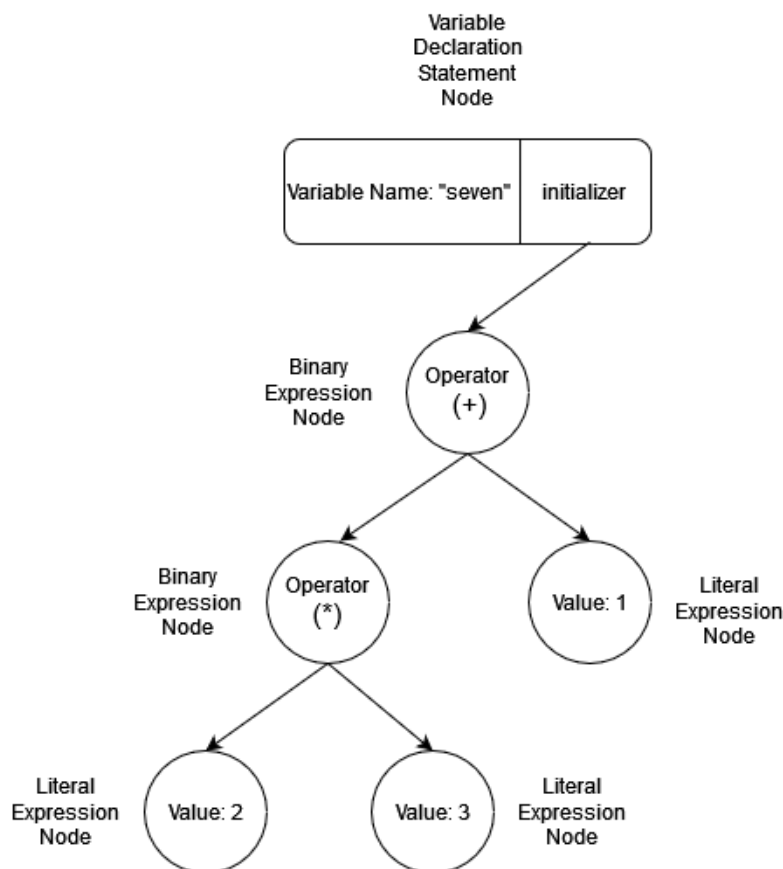 Variable
Declaration
Statement
Node
Variable Name: "seven"
initializer
Binary
Expression
Node
Operator
(+)
Binary
Expression
Node
Operator
(*)
Value: 1
Literal
Expression
Node
Literal
Expression
Node
Value: 2
Value: 3
Literal
Expression
Node